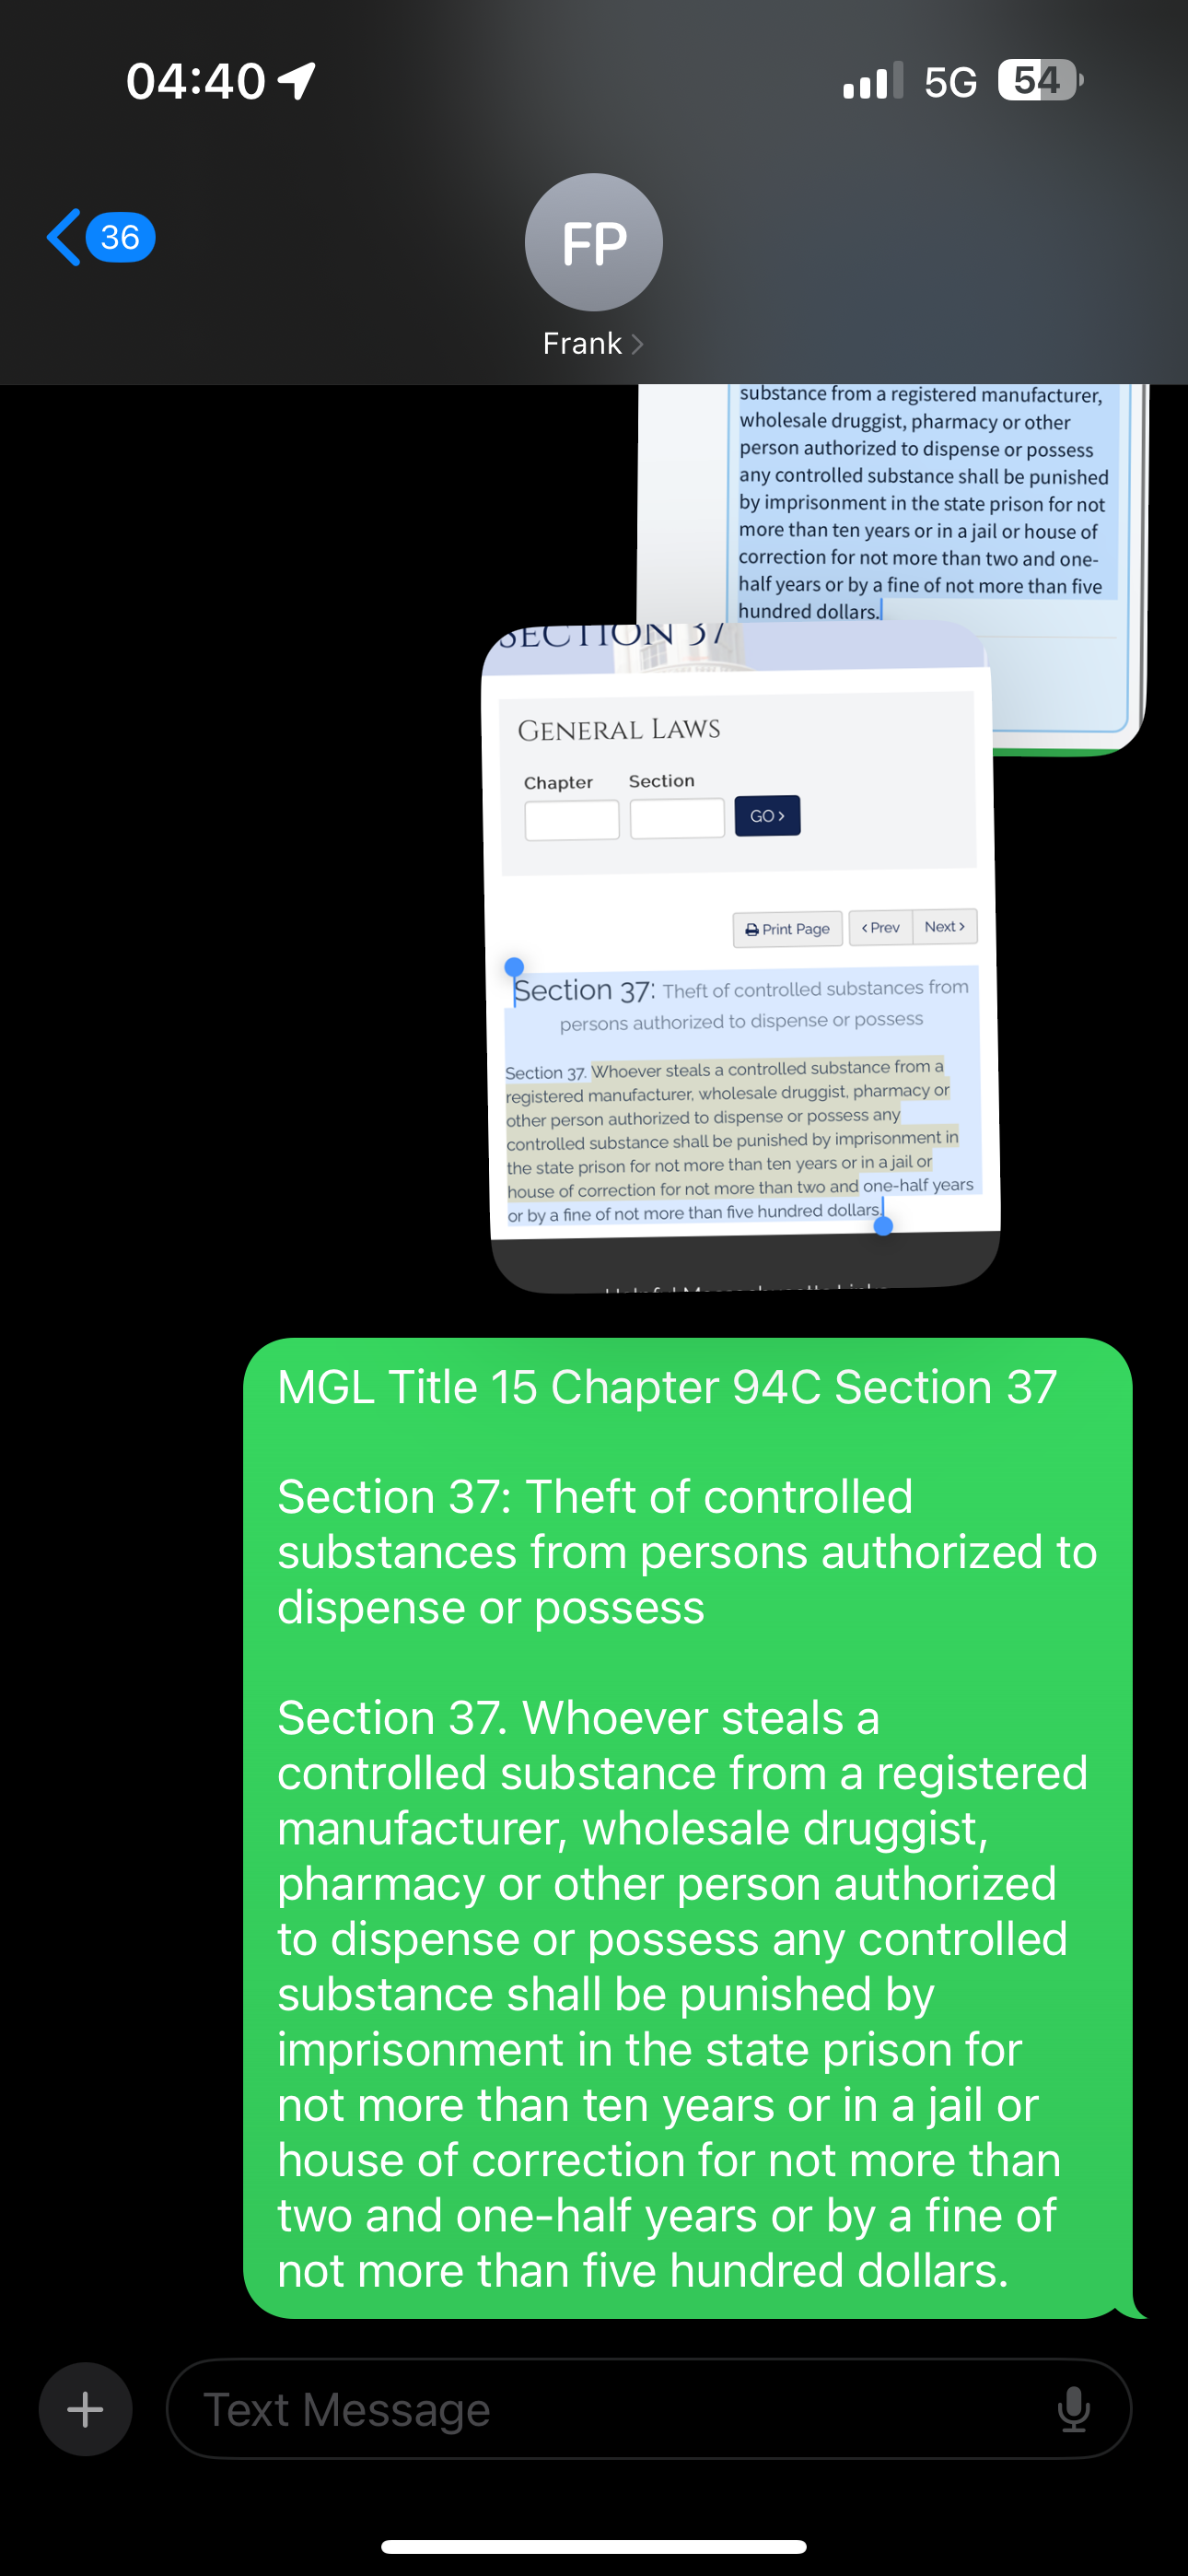 04:40
5G
54
36
FP
Frank
substance from a registered manufacturer,
wholesale druggist, pharmacy or other
person authorized to dispense or possess
any controlled substance shall be punished
by imprisonment in the state prison for not
more than ten years or in a jail or house of
correction for not more than two and one-
half years or by a fine of not more than five
hundred dollars.
SECTION 37
GENERAL LAWS
Chapter Section
GO
Print Page Prev Next
Section 37: Theft of controlled substances from
persons authorized to dispense or possess
Section 37. Whoever steals a controlled substance from a
registered manufacturer, wholesale druggist, pharmacy or
other person authorized to dispense or possess any
controlled substance shall be punished by imprisonment in
the state prison for not more than ten years or in a jail or
house of correction for not more than two and one-half years
or by a fine of not more than five hundred dollars.
Helpful Massachusetts Links
MGL Title 15 Chapter 94C Section 37
Section 37: Theft of controlled
substances from persons authorized to
dispense or possess
Section 37. Whoever steals a
controlled substance from a registered
manufacturer, wholesale druggist,
pharmacy or other person authorized
to dispense or possess any controlled
substance shall be punished by
imprisonment in the state prison for
not more than ten years or in a jail or
house of correction for not more than
two and one-half years or by a fine of
not more than five hundred dollars.
Text Message